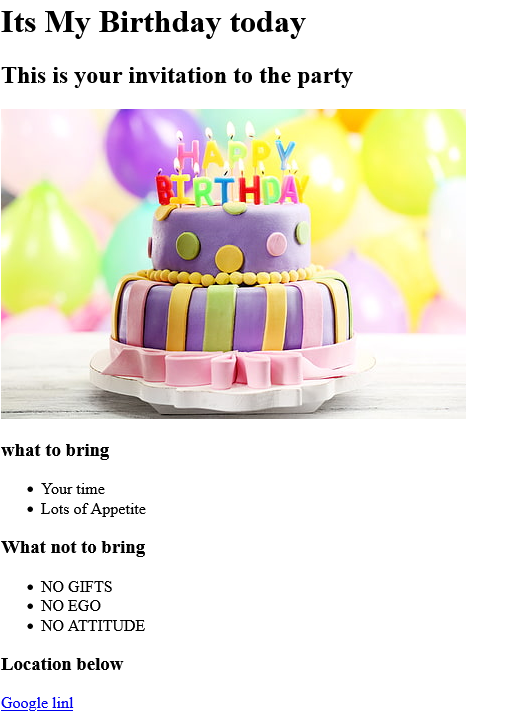 Its My Birthday today
This is your invitation to the party
HAPPY
BIRTHDAY
what to bring
Your time
Lots of Appetite
What not to bring
NO GIFTS
NO EGO
NO ATTITUDE
Location below
Google linl